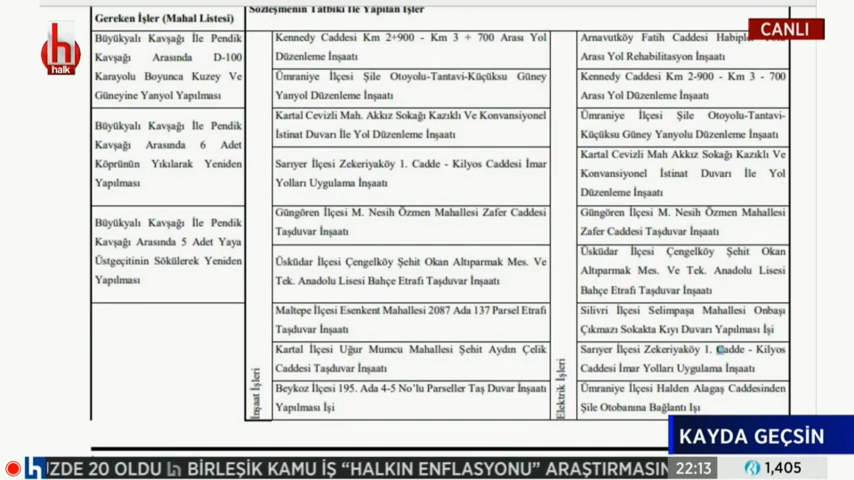 Sözleşmenin Tatbiki İle Yapılan İşler
Gereken İşler (Mahal Listesi)
Büyükyalı Kavşağı İle Pendik
Kavşağı Arasında D-100
Karayolu Boyunca Kuzey Ve
Güneyine Yanyol Yapılması
Büyükyalı Kavşağı İle Pendik
Kavşağı Arasında 6 Adet
Köprünün Yıkılarak Yeniden
Yapılması
Büyükyalı Kavşağı İle Pendik
Kavşağı Arasında 5 Adet Yaya
Üstgeçitinin Sökülerek Yeniden
Yapılması
İnşaat İşleri
Kennedy Caddesi Km 2+900 - Km 3 + 700 Arası Yol
Düzenleme İnşaatı
Ümraniye İlçesi Şile Otoyolu-Tantavi-Küçüksu Güney
Yanyol Düzenleme İnşaatı
Kartal Cevizli Mah. Akkız Sokağı Kazıklı Ve Konvansiyonel
İstinat Duvarı İle Yol Düzenleme İnşaatı
Sarıyer İlçesi Zekeriyaköy 1. Cadde - Kilyos Caddesi İmar
Yolları Uygulama İnşaatı
Güngören İlçesi M. Nesih Özmen Mahallesi Zafer Caddesi
Taşduvar İnşaatı
Üsküdar İlçesi Çengelköy Şehit Okan Altıparmak Mes. Ve
Tek. Anadolu Lisesi Bahçe Etrafı Taşduvar İnşaatı
Maltepe İlçesi Esenkent Mahallesi 2087 Ada 137 Parsel Etrafı
Taşduvar İnşaatı
Kartal İlçesi Uğur Mumcu Mahallesi Şehit Aydın Çelik
Caddesi Taşduvar İnşaatı
Beykoz İlçesi 195. Ada 4-5 No'lu Parseller Taş Duvar İnşaatı
Yapılması İşi
Elektrik İşleri
Arnavutköy Fatih Caddesi
Arası Yol Rehabilitasyon İnşaatı
Kennedy Caddesi Km 2-900 - Km 3 - 700
Arası Yol Düzenleme İnşaatı
Ümraniye İlçesi Şile Otoyolu-Tantavi-
Küçüksu Güney Yanyolu Düzenleme İnşaatı
Kartal Cevizli Mah Akkız Sokağı Kazıklı Ve
Konvansiyonel İstinat Duvarı İle Yol
Düzenleme İnşaatı
Güngören İlçesi M. Nesih Özmen Mahallesi
Zafer Caddesi Taşduvar İnşaatı
Üsküdar İlçesi Çengelköy Şehit Okan
Altıparmak Mes. Ve Tek. Anadolu Lisesi
Bahçe Etrafı Taşduvar İnşaatı
Silivri İlçesi Selimpaşa Mahallesi Onbaşı
Çıkmazı Sokakta Kıyı Duvarı Yapılması İşi
Sarıyer İlçesi Zekeriyaköy 1. Cadde - Kilyos
Caddesi İmar Yolları Uygulama İnşaatı
Ümraniye İlçesi Halden Alagaş Caddesinden
Şile Otobanına Bağlantı İşi
h
halk
CANLI
KAYDA GEÇSİN
ÜZDE 20 OLDU BİRLEŞİK KAMU İŞ “HALKIN ENFLASYONU” ARAŞTIRMASIN
22:13
1,405